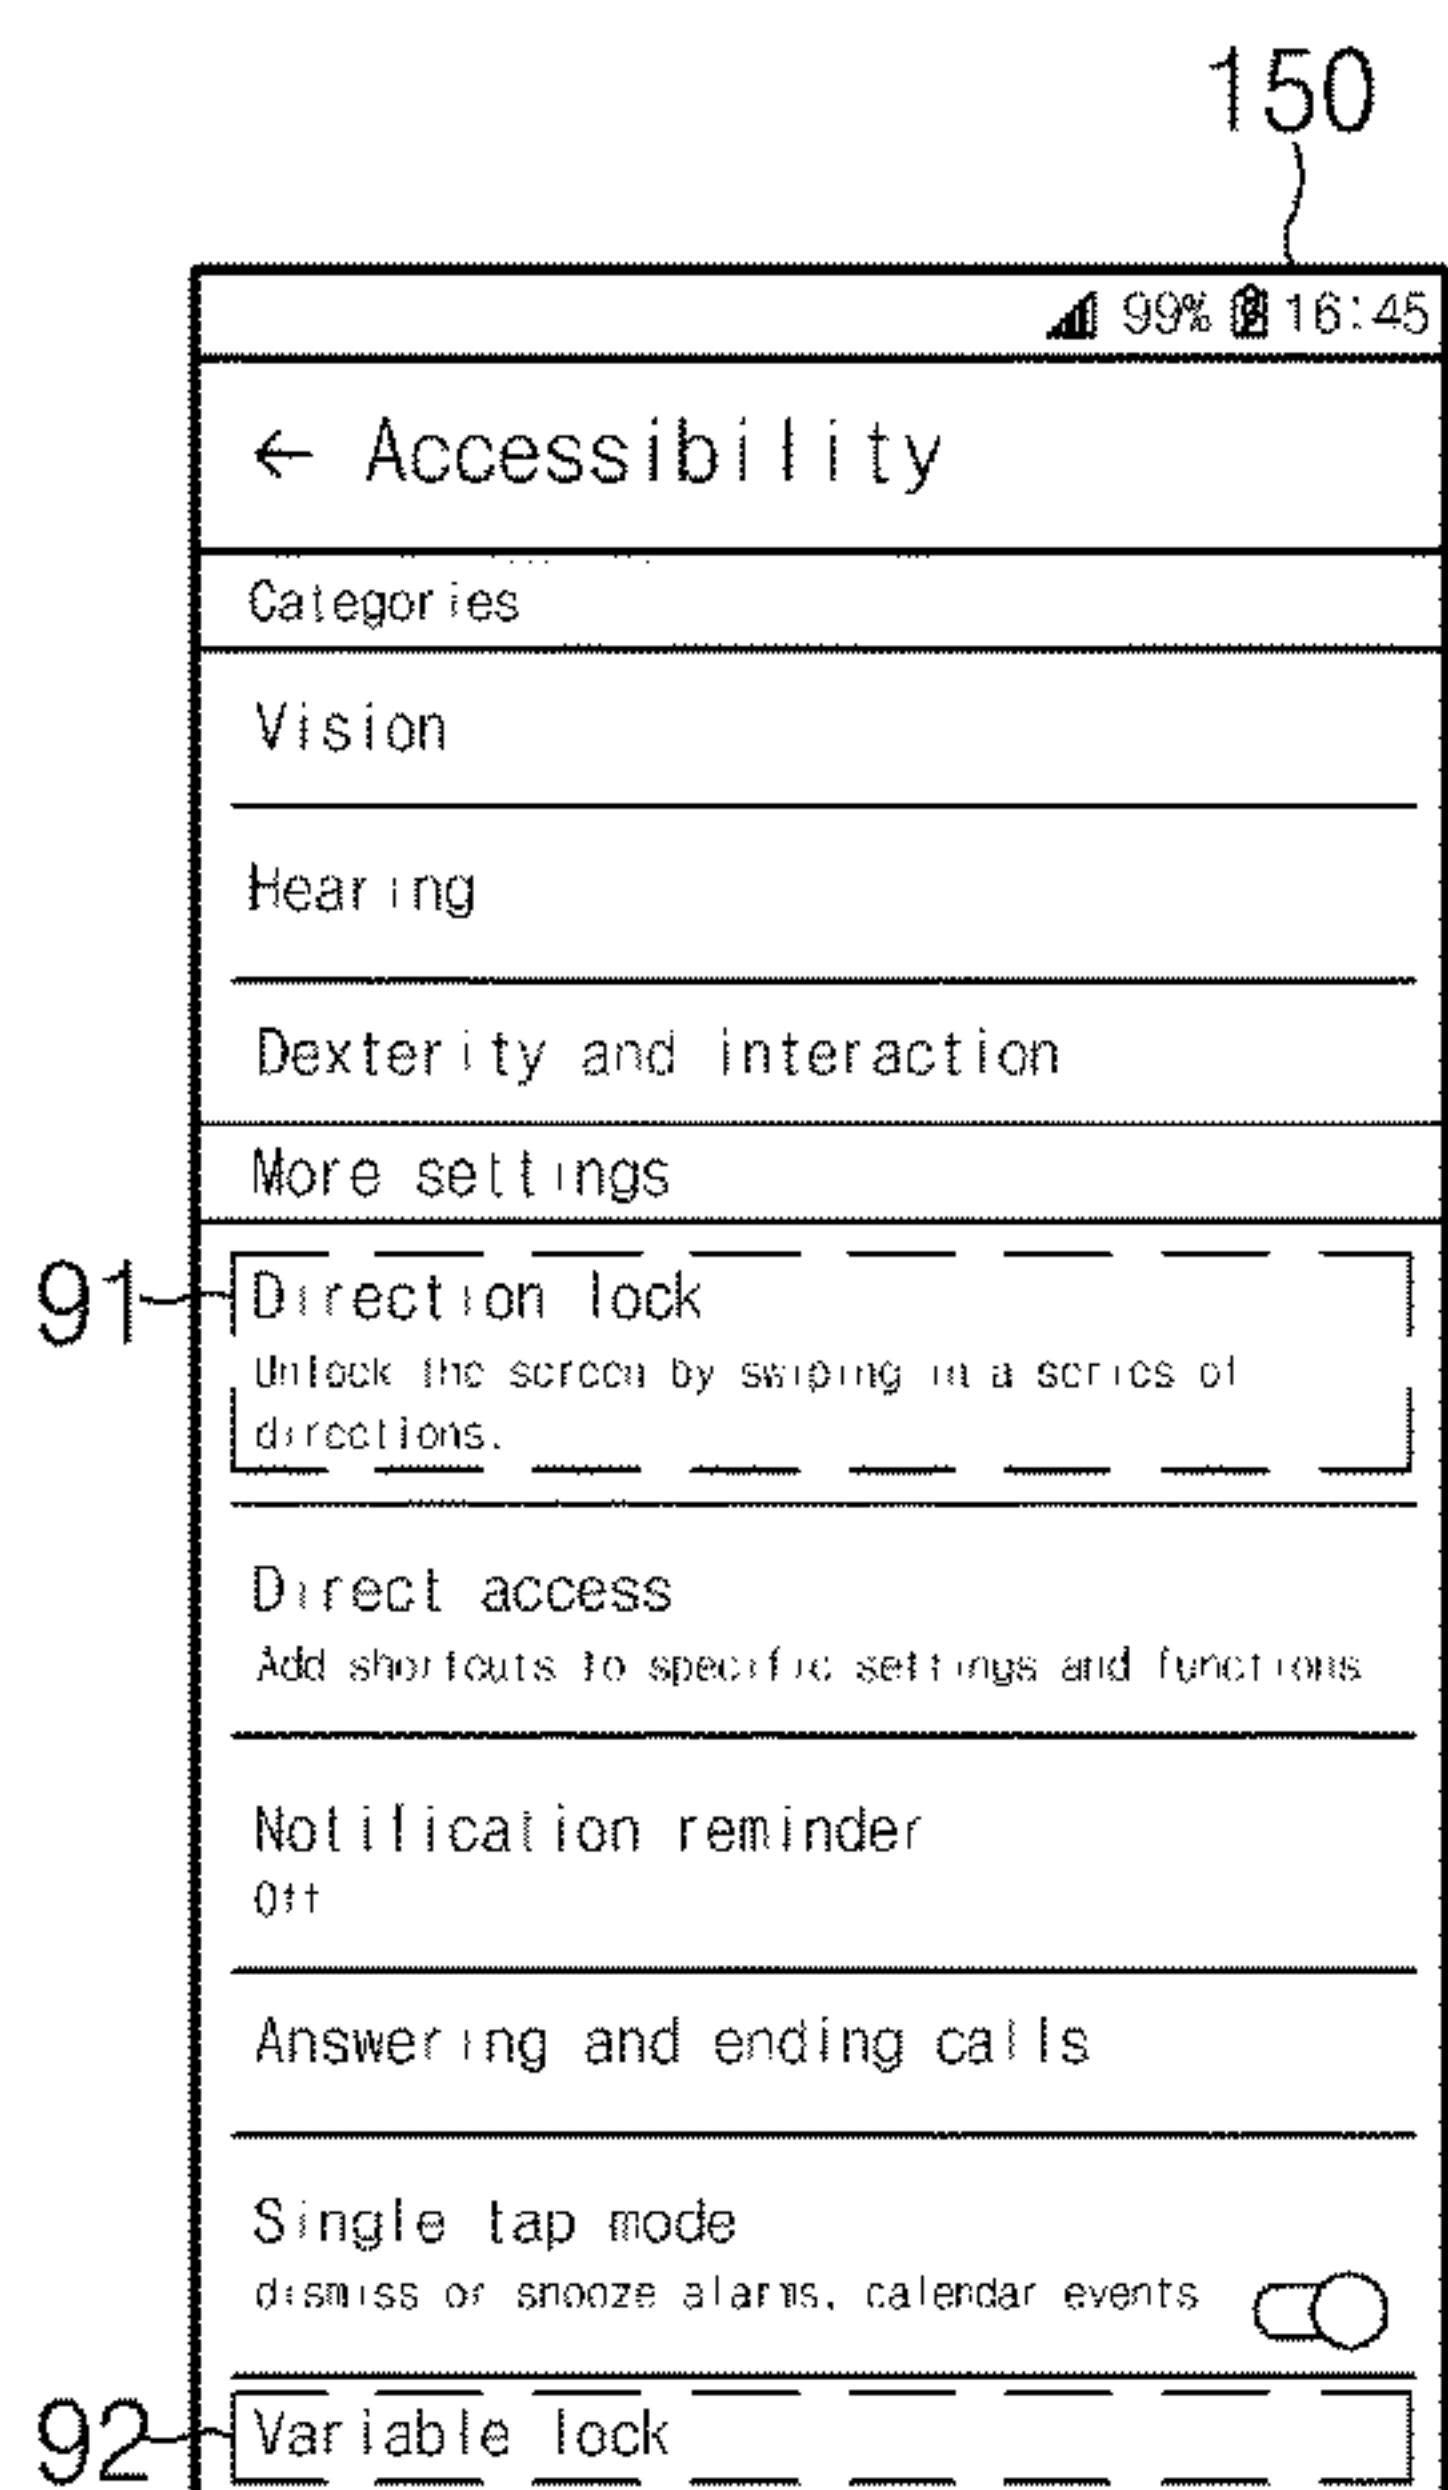 150
99% 16:45
← Accessibility
Categories
Vision
Hearing
Dexterity and interaction
More settings
91
Direction lock
Unlock the screen by swiping in a series of
directions.
Direct access
Add shortcuts to specific settings and functions
Notification reminder
Off
Answering and ending calls
Single tap mode
dismiss or snooze alarms, calendar events
92
Variable lock